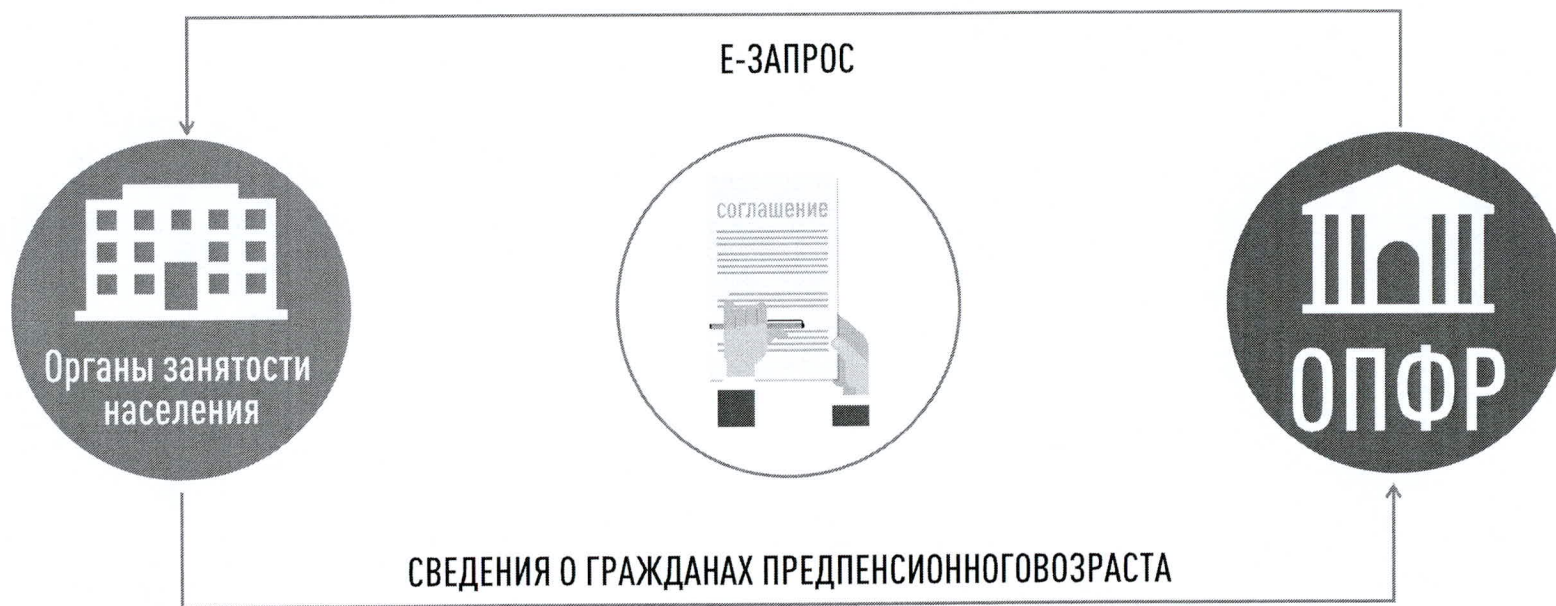 Е-ЗАПРОС
соглашение
Органы занятости
населения
ОПФР
СВЕДЕНИЯ О ГРАЖДАНАХ ПРЕДПЕНСИОННОГОВОЗРАСТА